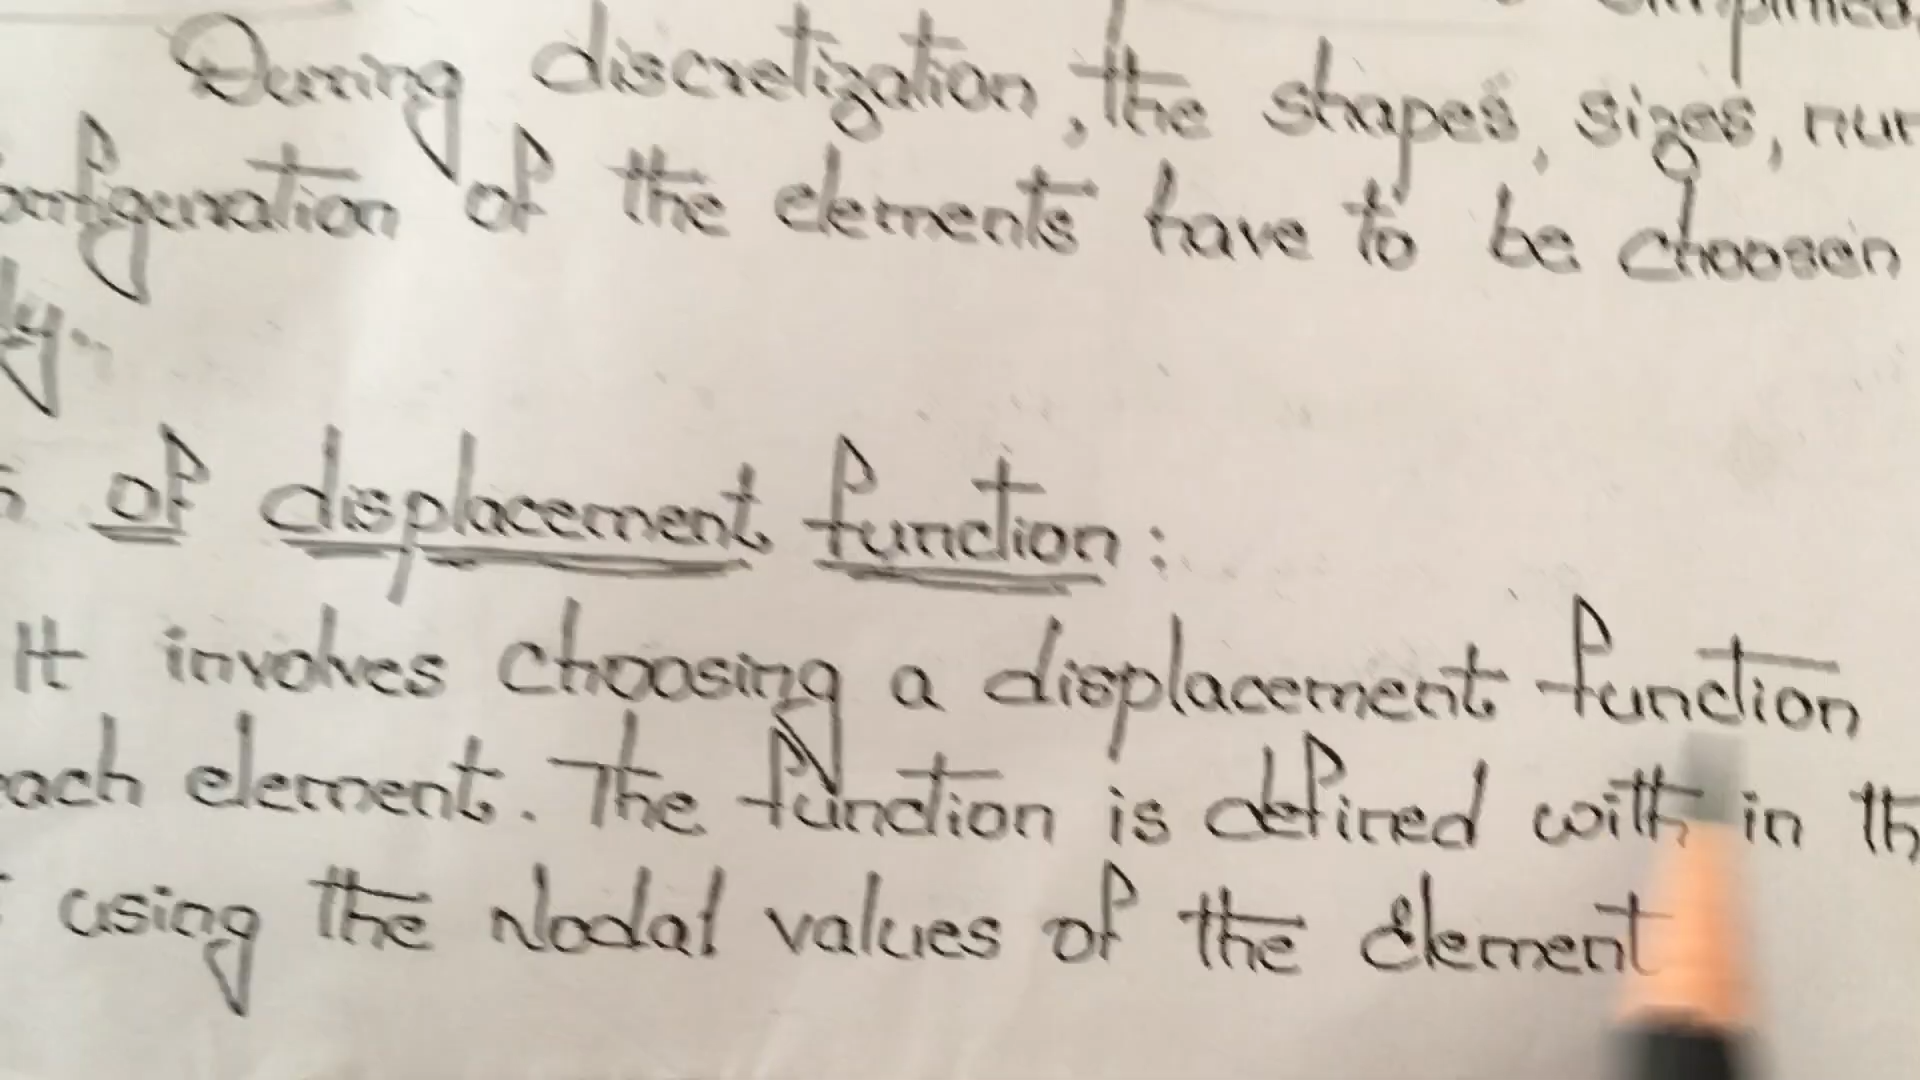 During discretization, the shapes, sizes,
configuration of the elements have to be choosen
ly.
of displacement function :
It involves choosing a displacement function
each element. The function is defined with in
using the Nodal values of the element